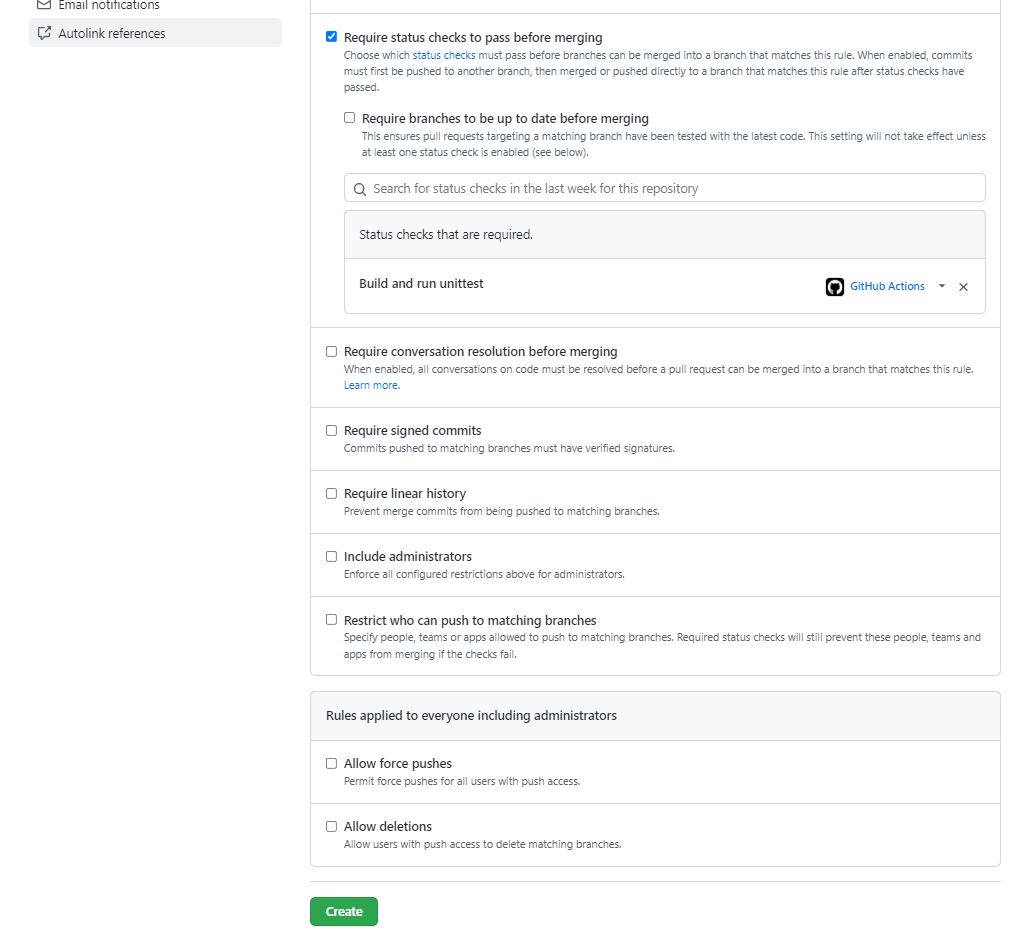 Email notifications
Autolink references
Require status checks to pass before merging
Choose which status checks must pass before branches can be merged into a branch that matches this rule. When enabled, commits
must first be pushed to another branch, then merged or pushed directly to a branch that matches this rule after status checks have
passed.
Require branches to be up to date before merging
This ensures pull requests targeting a matching branch have been tested with the latest code. This setting will not take effect unless
at least one status check is enabled (see below).
Search for status checks in the last week for this repository
Status checks that are required.
Build and run unittest
GitHub Actions
Require conversation resolution before merging
When enabled, all conversations on code must be resolved before a pull request can be merged into a branch that matches this rule.
Learn more.
Require signed commits
Commits pushed to matching branches must have verified signatures.
Require linear history
Prevent merge commits from being pushed to matching branches.
Include administrators
Enforce all configured restrictions above for administrators.
Restrict who can push to matching branches
Specify people, teams or apps allowed to push to matching branches. Required status checks will still prevent these people, teams and
apps from merging if the checks fail.
Rules applied to everyone including administrators
Allow force pushes
Permit force pushes for all users with push access.
Allow deletions
Allow users with push access to delete matching branches.
Create